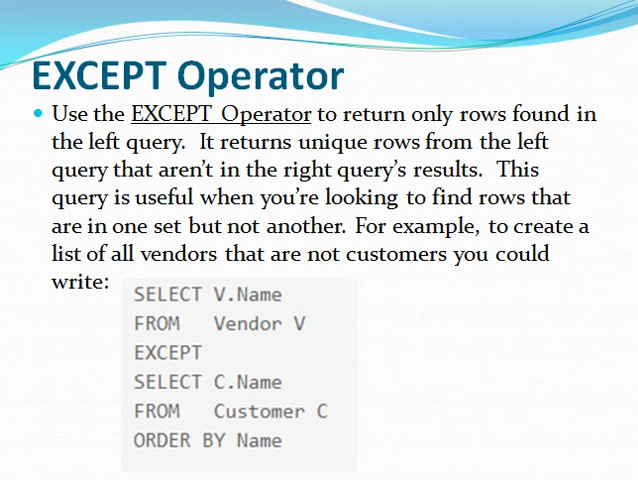 EXCEPT Operator
• Use the EXCEPT Operator to return only rows found in
the left query.  It returns unique rows from the left
query that aren't in the right query's results.  This
query is useful when you're looking to find rows that
are in one set but not another. For example, to create a
list of all vendors that are not customers you could
write:
SELECT V.Name
FROM   Vendor V
EXCEPT
SELECT C.Name
FROM   Customer C
ORDER BY Name